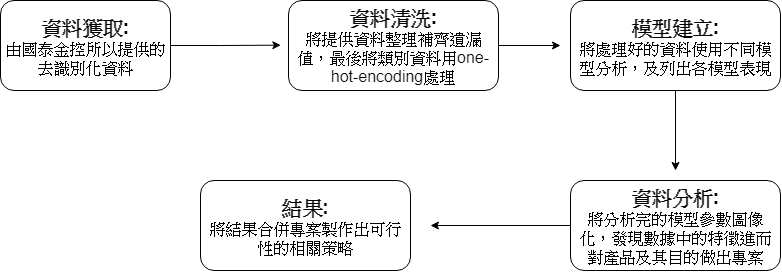 資料獲取:
由國泰金控所以提供的
去識別化資料
資料清洗:
將提供資料整理補齊遺漏
值，最後將類別資料用one-
hot-encoding處理
模型建立:
將處理好的資料使用不同模
型分析，及列出各模型表現
資料分析:
將分析完的模型參數圖像
化，發現數據中的特徵進而
對產品及其目的做出專案
結果:
將結果合併專案製作出可行
性的相關策略